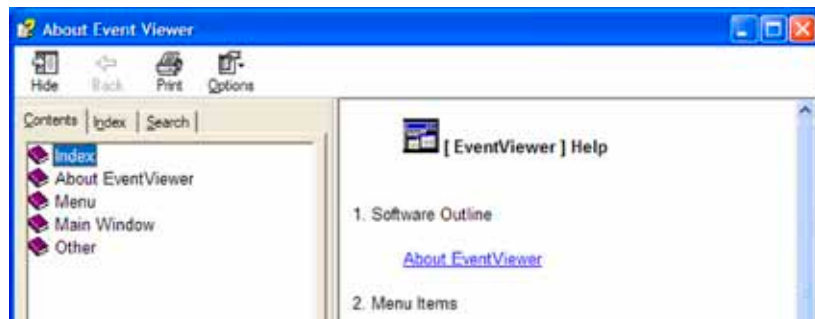 About Event Viewer
Hide Back Print Options
Contents Index Search
Index
About EventViewer
Menu
Main Window
Other
[ EventViewer ] Help
1. Software Outline
About EventViewer
2. Menu Items